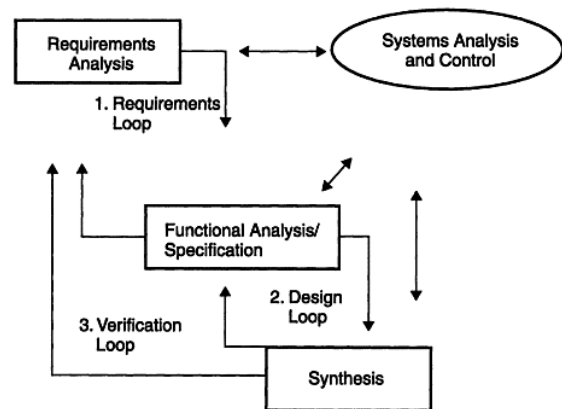 Requirements
Analysis
Systems Analysis
and Control
1. Requirements
Loop
Functional Analysis/
Specification
2. Design
Loop
3. Verification
Loop
Synthesis